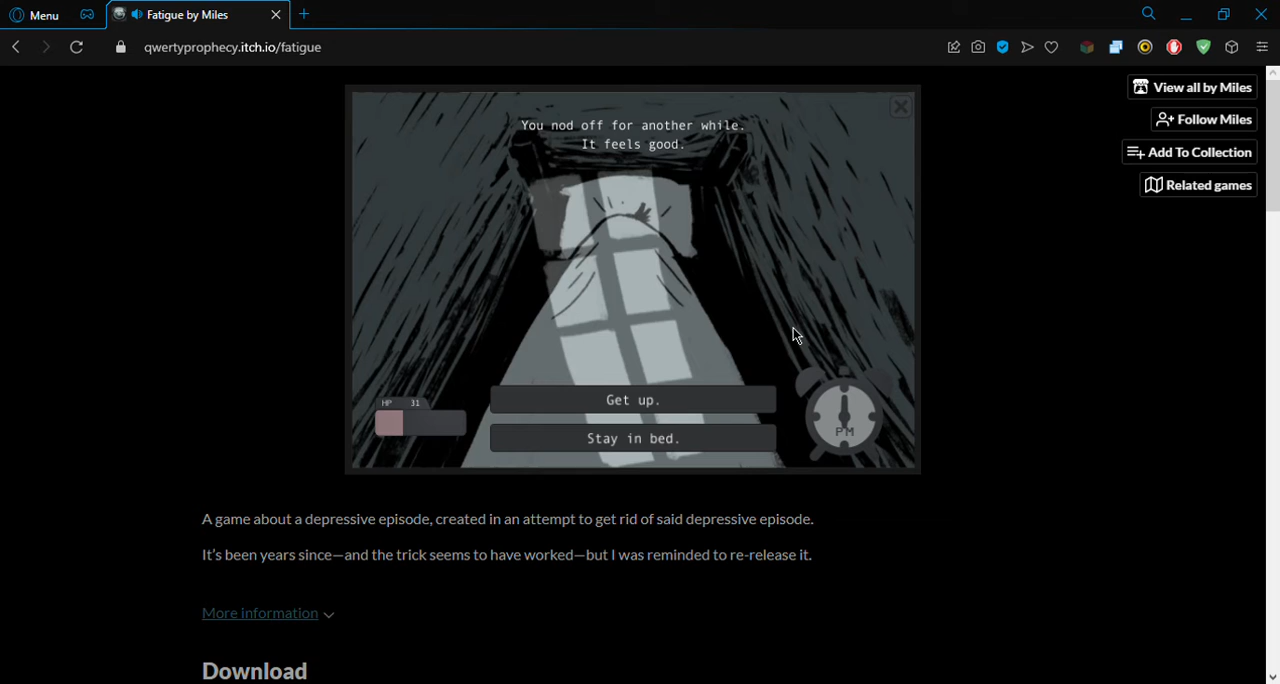 Menu
Fatigue by Miles
qwertyprophecy.itch.io/fatigue
View all by Miles
Follow Miles
Add To Collection
Related games
You nod off for another while.
It feels good.
HP 31
Get up.
Stay in bed.
PM
A game about a depressive episode, created in an attempt to get rid of said depressive episode.
It's been years since—and the trick seems to have worked—but I was reminded to re-release it.
More information
Download